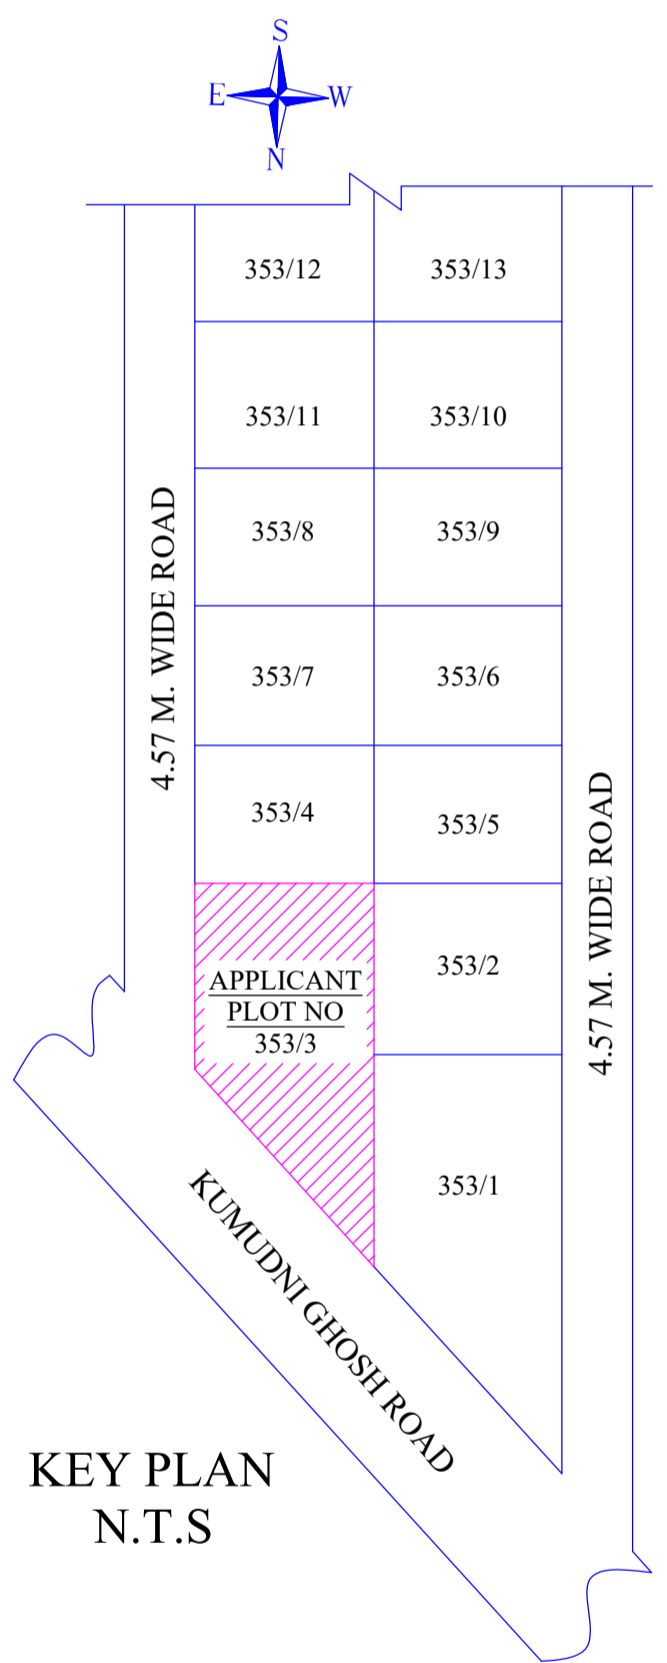 S
E W
N
353/12 353/13
353/11 353/10
353/8 353/9
4.57 M. WIDE ROAD
353/7 353/6
353/4 353/5
4.57 M. WIDE ROAD
353/2
APPLICANT
PLOT NO
353/3
353/1
KUMUDNI GHOSH ROAD
KEY PLAN
N.T.S